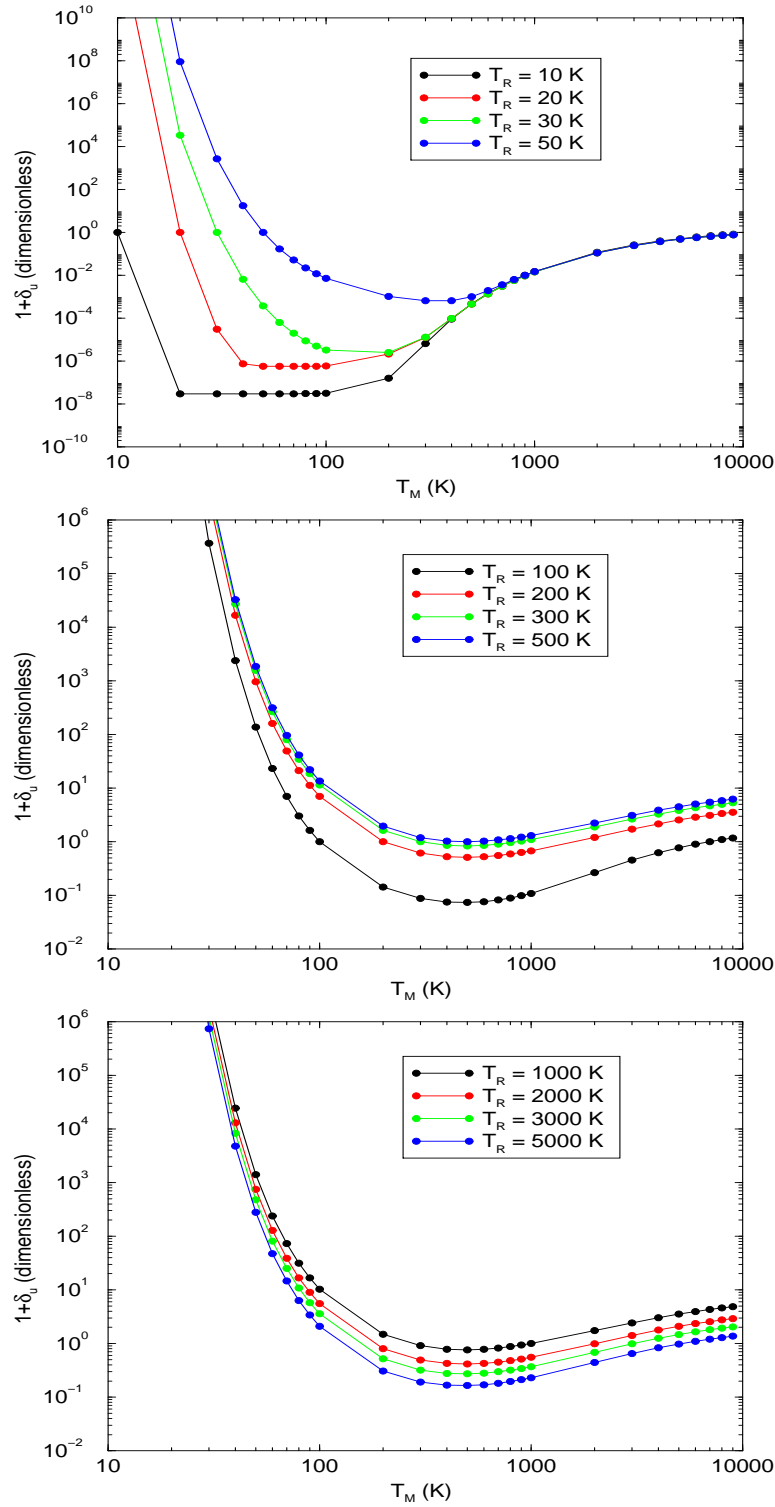 10^10
10^8
10^6
10^4
10^2
10^0
10^-2
10^-4
10^-6
10^-8
10^-10
1+δ_u (dimensionless)
T_R = 10 K
T_R = 20 K
T_R = 30 K
T_R = 50 K
10 100 1000 10000
T_M (K)
10^6
10^5
10^4
10^3
10^2
10^1
10^0
10^-1
10^-2
1+δ_u (dimensionless)
T_R = 100 K
T_R = 200 K
T_R = 300 K
T_R = 500 K
10 100 1000 10000
T_M (K)
10^6
10^5
10^4
10^3
10^2
10^1
10^0
10^-1
10^-2
1+δ_u (dimensionless)
T_R = 1000 K
T_R = 2000 K
T_R = 3000 K
T_R = 5000 K
10 100 1000 10000
T_M (K)